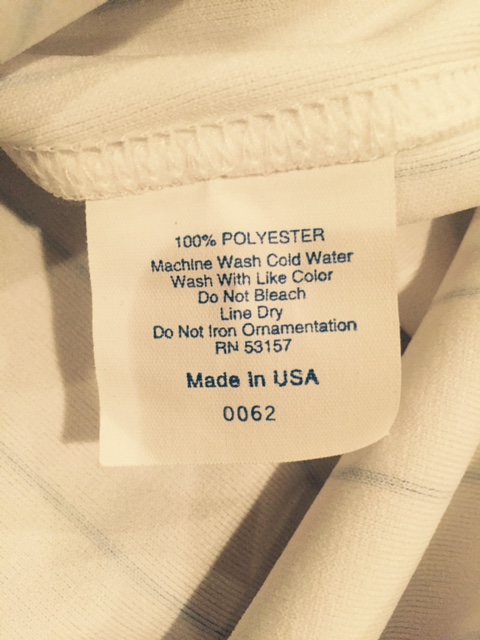 100% POLYESTER
Machine Wash Cold Water
Wash With Like Color
Do Not Bleach
Line Dry
Do Not Iron Ornamentation
RN 53157
Made in USA
0062